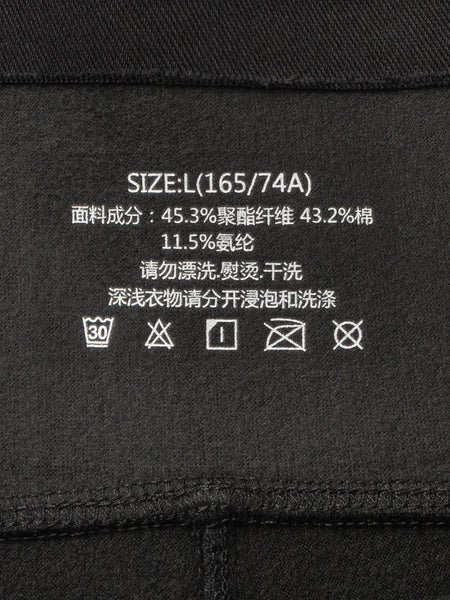 SIZE:L(165/74A)
面料成分：45.3%聚酯纤维 43.2%棉
11.5%氨纶
请勿漂洗.熨烫.干洗
深浅衣物请分开浸泡和洗涤
30